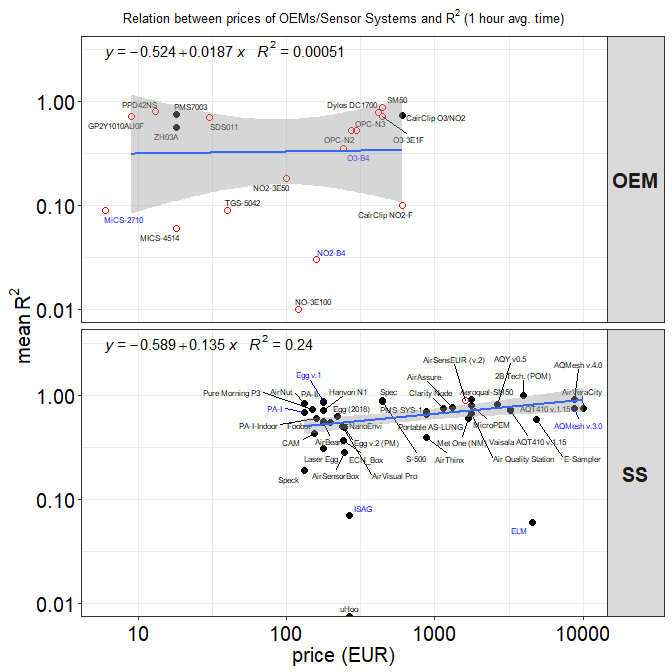 Relation between prices of OEMs/Sensor Systems and R² (1 hour avg. time)
y = −0.524 + 0.0187 x R² = 0.00051
1.00
0.10
0.01
OEM
PPD42NS
PMS7003
GP2Y1010AU0F
ZH03A
SDS011
Dylos DC1700
SM50
CairClip O3/NO2
OPC-N3
OPC-N2
O3-3E1F
O3-B4
NO2-3E50
CairClip NO2-F
TGS-5042
MiCS-2710
MICS-4514
NO2-B4
NO-3E100
mean R²
y = −0.589 + 0.135 x R² = 0.24
1.00
0.10
0.01
SS
AirSensEUR (v.2)
AQY v0.5
AQMesh v.4.0
Egg v.1
AirAssure
2B Tech. (POM)
Pure Morning P3
AirNut
Hanvon N1
Spec
Clarity Node
Aeroqual-SM50
AirVeraCity
PA-I
PA-II
Egg (2018)
PMS-SYS-1
AQT410 v.1.15
PA-I-Indoor
Foobot
NanoEnvi
Portable AS-LUNG
MicroPEM
AQMesh v.3.0
CAM
AirBeam
Egg v.2 (PM)
Met One (NM)
Vaisala AQT410 v.1.15
Laser Egg
ECN_Box
S-500
AirThinx
Air Quality Station
E-Sampler
Speck
AirSensorBox
AirVisual Pro
ISAG
ELM
uHoo
10
100
1000
10000
price (EUR)